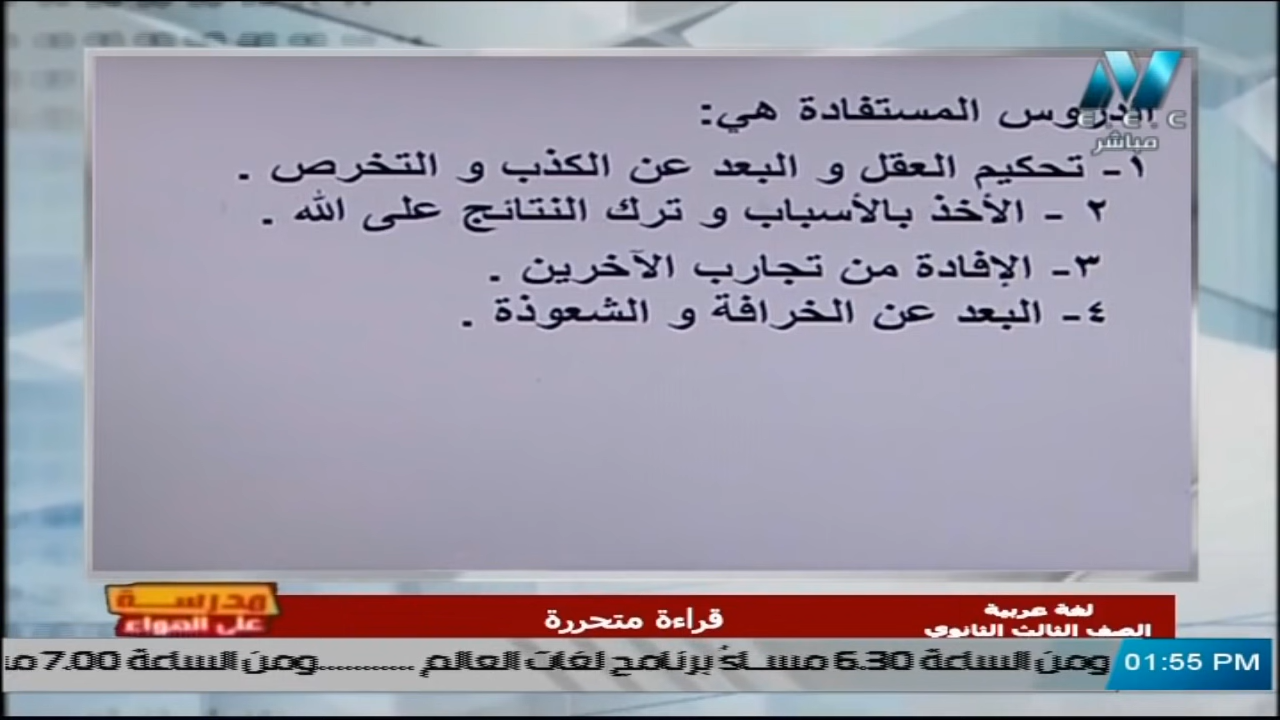 الدروس المستفادة هي:
١- تحكيم العقل و البعد عن الكذب و التخرص .
٢ - الأخذ بالأسباب و ترك النتائج على الله .
٣- الإفادة من تجارب الآخرين .
٤- البعد عن الخرافة و الشعوذة .
E.E.C
مباشر
مدرسة
على الهواء
قراءة متحررة
لغة عربية
الصف الثالث الثانوي
01:55 PM
ومن الساعة 6.30 مساءً برنامج لغات العالم ............ومن الساعة 7.00